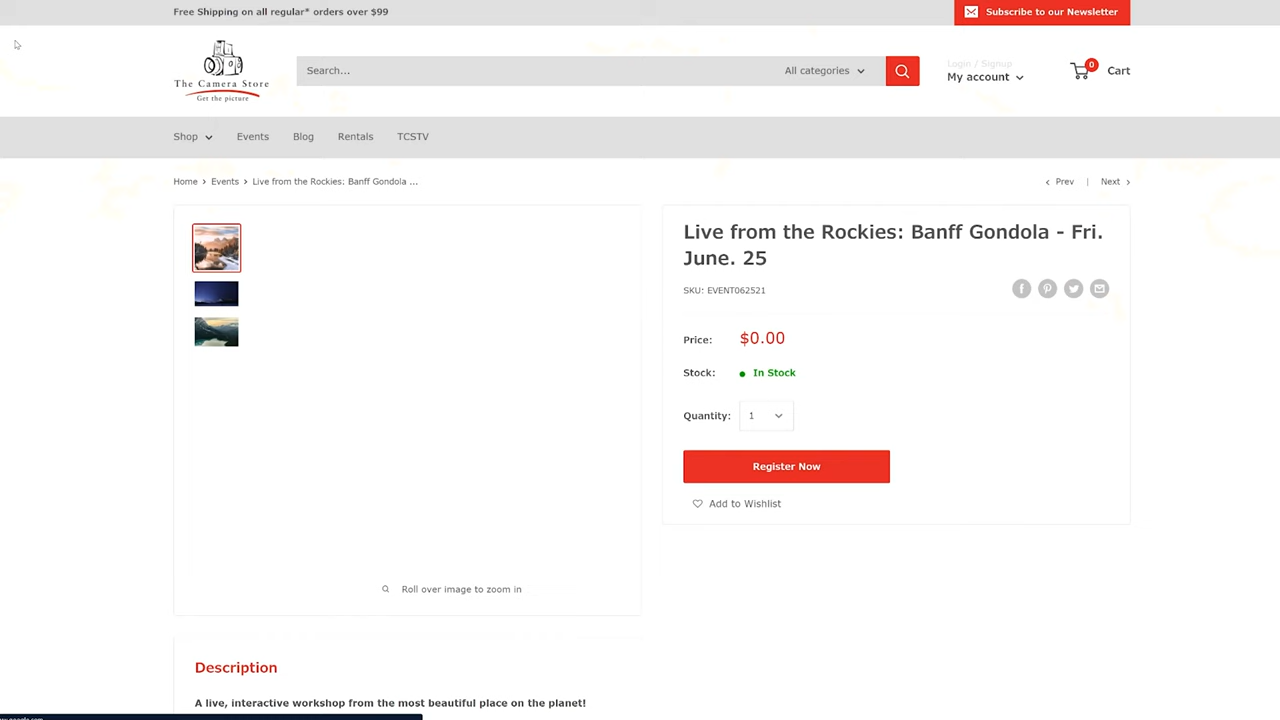 Free Shipping on all regular* orders over $99
Subscribe to our Newsletter
The Camera Store
Get the picture
Search...
All categories
Login / Signup
My account
0
Cart
Shop
Events
Blog
Rentals
TCSTV
Home > Events > Live from the Rockies: Banff Gondola ...
Prev | Next
Live from the Rockies: Banff Gondola - Fri.
June. 25
SKU: EVENT062521
Price: $0.00
Stock: In Stock
Quantity: 1
Register Now
Add to Wishlist
Roll over image to zoom in
Description
A live, interactive workshop from the most beautiful place on the planet!